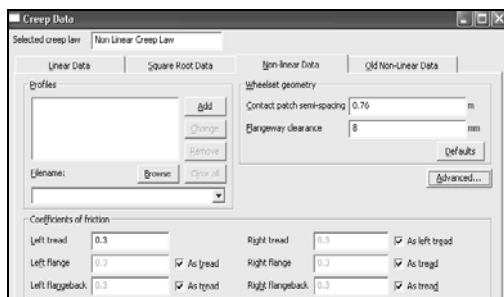 Creep Data
Selected creep law Non Linear Creep Law
Linear Data Square Root Data Non-linear Data Old Non-Linear Data
Profiles
Add
Change
Remove
Filename: Browse Clear all
Wheelset geometry
Contact patch semi-spacing 0.76 m
Flangeway clearance 8 mm
Defaults
Advanced...
Coefficients of friction
Left tread 0.3 Right tread 0.3 As left tread
Left flange 0.3 As tread Right flange 0.3 As tread
Left flangeback 0.3 As tread Right flangeback 0.3 As tread